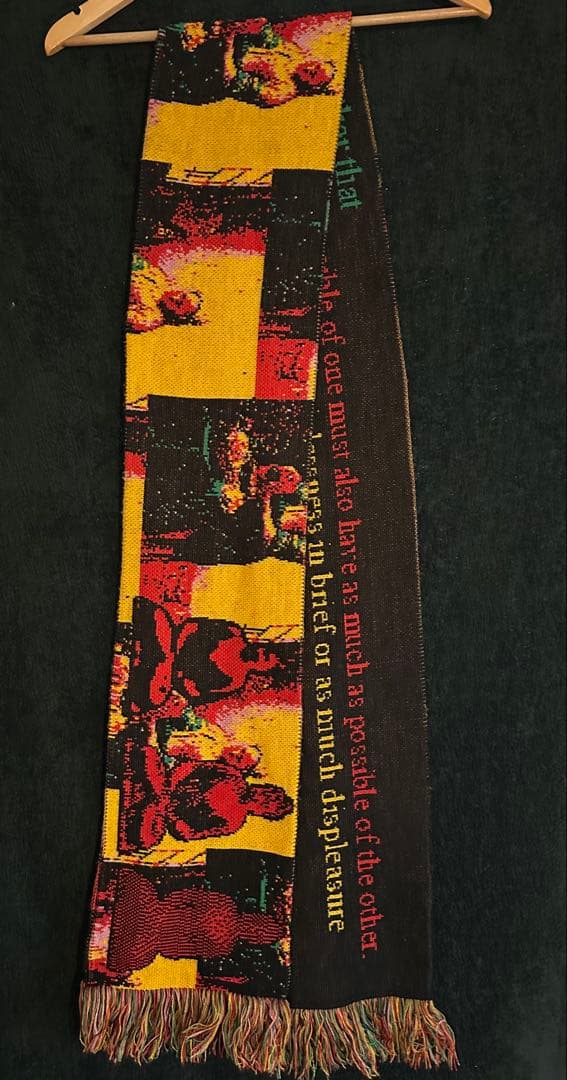 that
of one must also have as much as possible of the other.
in brief or as much displeasure